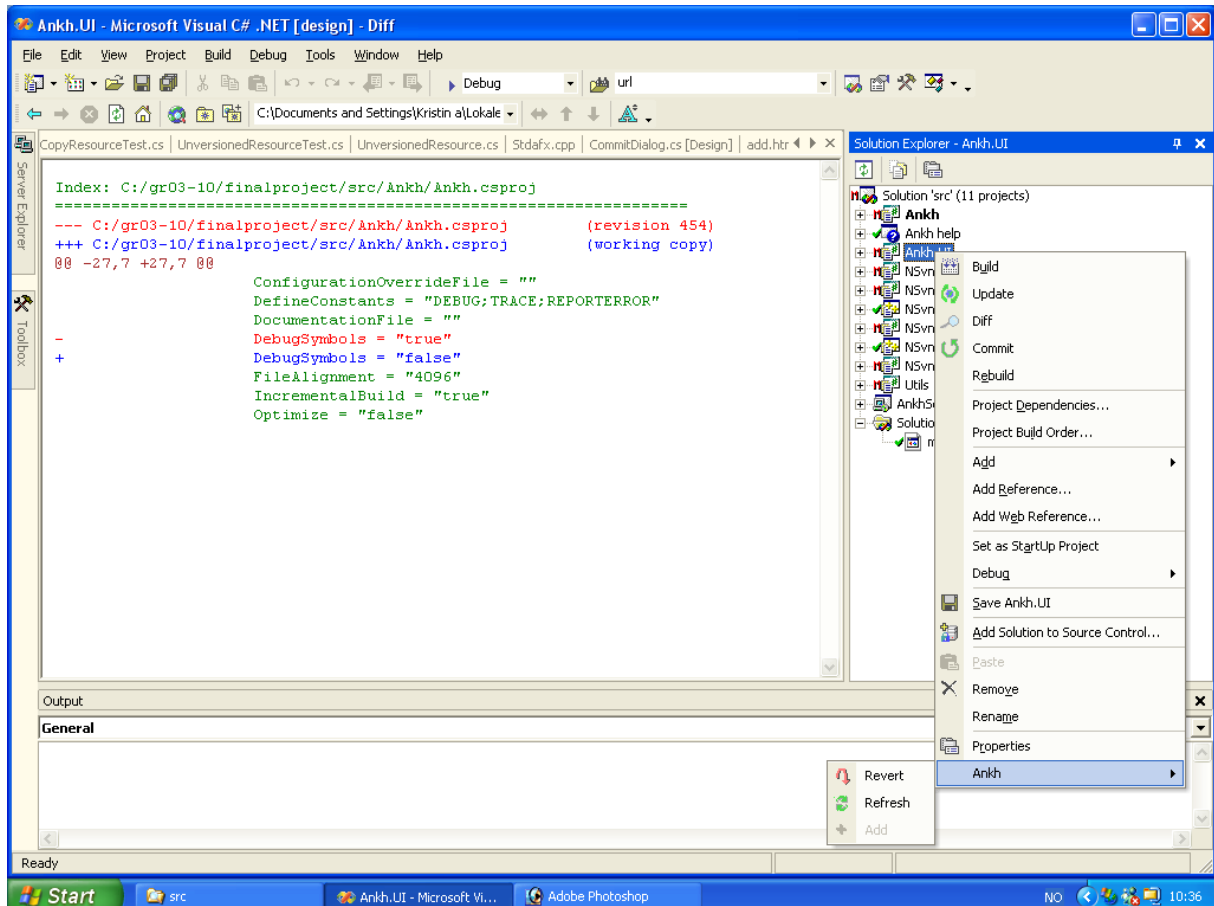 Ankh.UI - Microsoft Visual C# .NET [design] - Diff
File Edit View Project Build Debug Tools Window Help
Debug url
C:\Documents and Settings\Kristin a\Lokale
CopyResourceTest.cs UnversionedResourceTest.cs UnversionedResource.cs Stdafx.cpp CommitDialog.cs [Design] add.htr
Server Explorer
Toolbox
Index: C:/gr03-10/finalproject/src/Ankh/Ankh.csproj
===================================================================
--- C:/gr03-10/finalproject/src/Ankh/Ankh.csproj (revision 454)
+++ C:/gr03-10/finalproject/src/Ankh/Ankh.csproj (working copy)
@@ -27,7 +27,7 @@
ConfigurationOverrideFile = ""
DefineConstants = "DEBUG;TRACE;REPORTERROR"
DocumentationFile = ""
- DebugSymbols = "true"
+ DebugSymbols = "false"
FileAlignment = "4096"
IncrementalBuild = "true"
Optimize = "false"
Solution Explorer - Ankh.UI
Solution 'src' (11 projects)
Ankh
Ankh help
Ankh.UI
NSvn
NSvn
NSvn
NSvn
NSvn
NSvn
Utils
AnkhS
Solutio
m
Build
Update
Diff
Commit
Rebuild
Project Dependencies...
Project Build Order...
Add
Add Reference...
Add Web Reference...
Set as StartUp Project
Debug
Save Ankh.UI
Add Solution to Source Control...
Paste
Remove
Rename
Properties
Ankh
Revert
Refresh
Add
Output
General
Ready
Start src Ankh.UI - Microsoft Vi... Adobe Photoshop NO 10:36